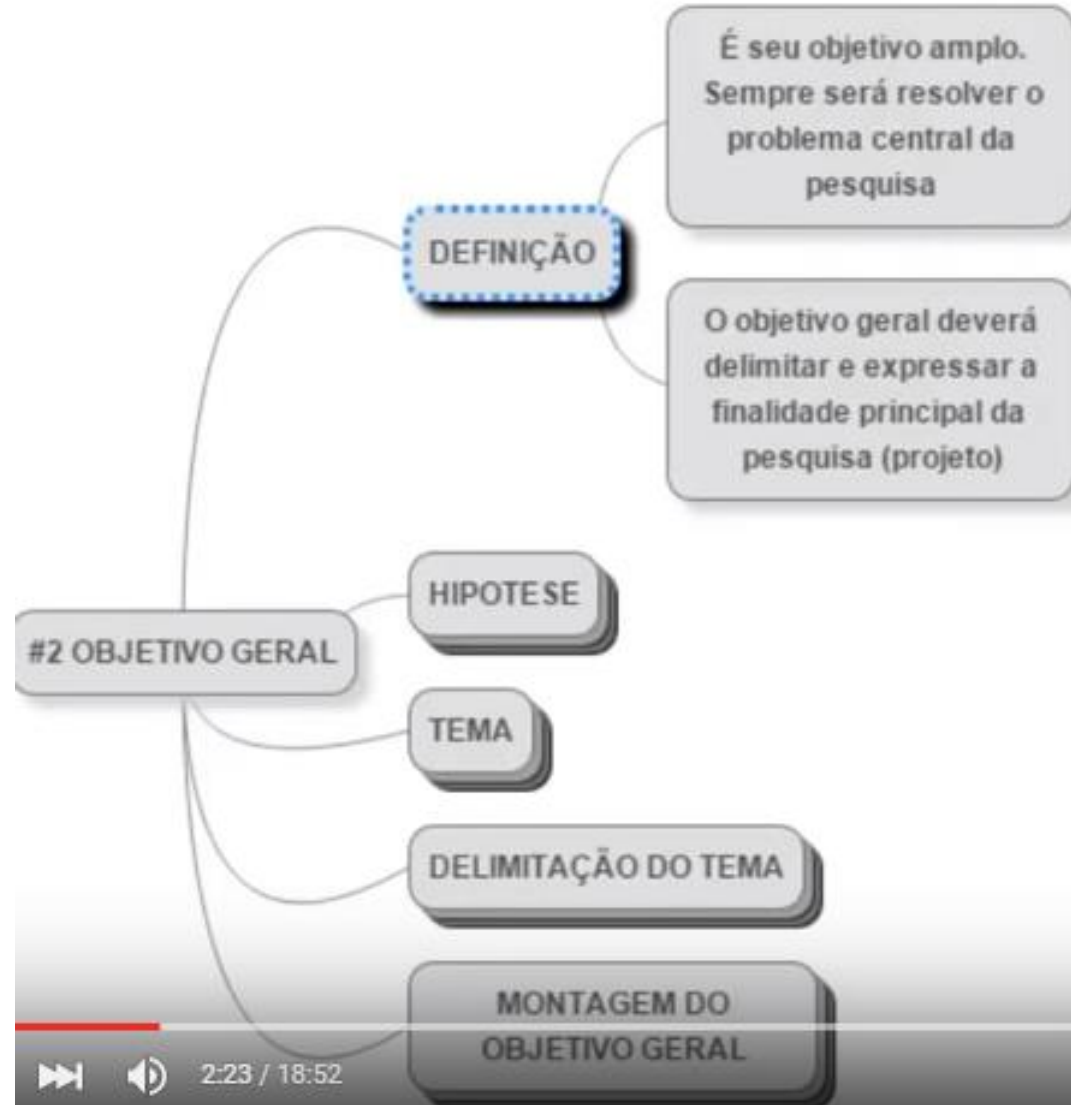 É seu objetivo amplo.
Sempre será resolver o
problema central da
pesquisa
DEFINIÇÃO
O objetivo geral deverá
delimitar e expressar a
finalidade principal da
pesquisa (projeto)
HIPOTESE
#2 OBJETIVO GERAL
TEMA
DELIMITAÇÃO DO TEMA
MONTAGEM DO
OBJETIVO GERAL
2:23 / 18:52